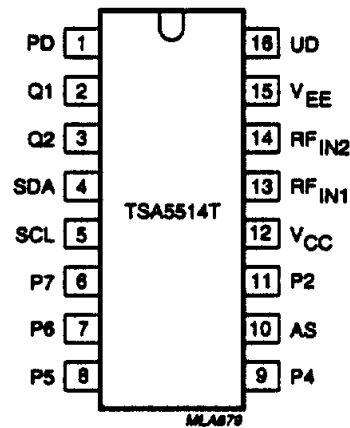 PD 1 16 UD
Q1 2 15 VEE
Q2 3 14 RFIN2
SDA 4 13 RFIN1
TSA5514T
SCL 5 12 VCC
P7 6 11 P2
P6 7 10 AS
P5 8 9 P4
MLA679